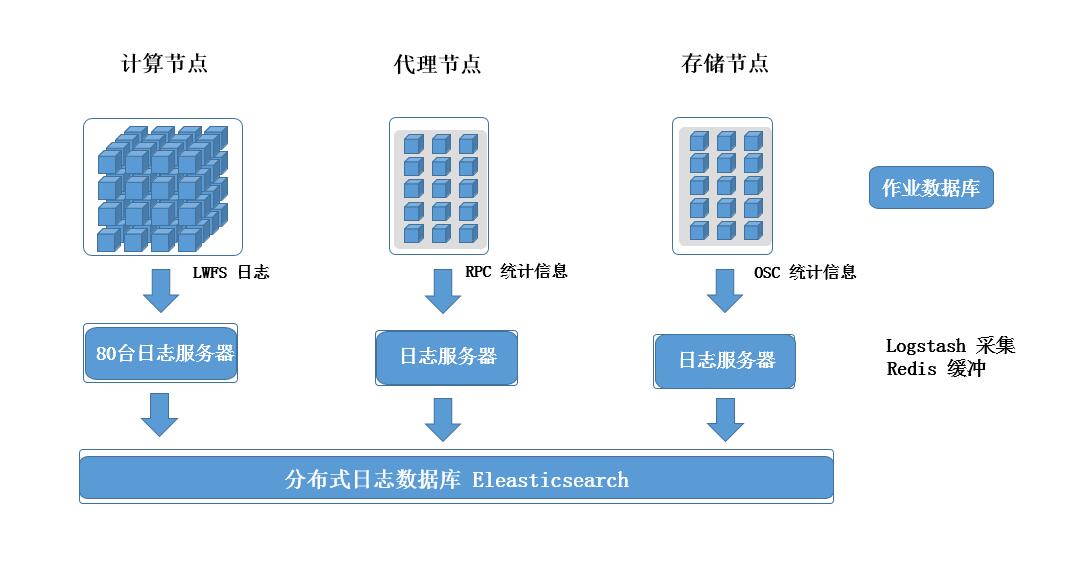 计算节点
代理节点
存储节点
作业数据库
LWFS 日志
RPC 统计信息
OSC 统计信息
80台日志服务器
日志服务器
日志服务器
Logstash 采集
Redis 缓冲
分布式日志数据库 Eleasticsearch